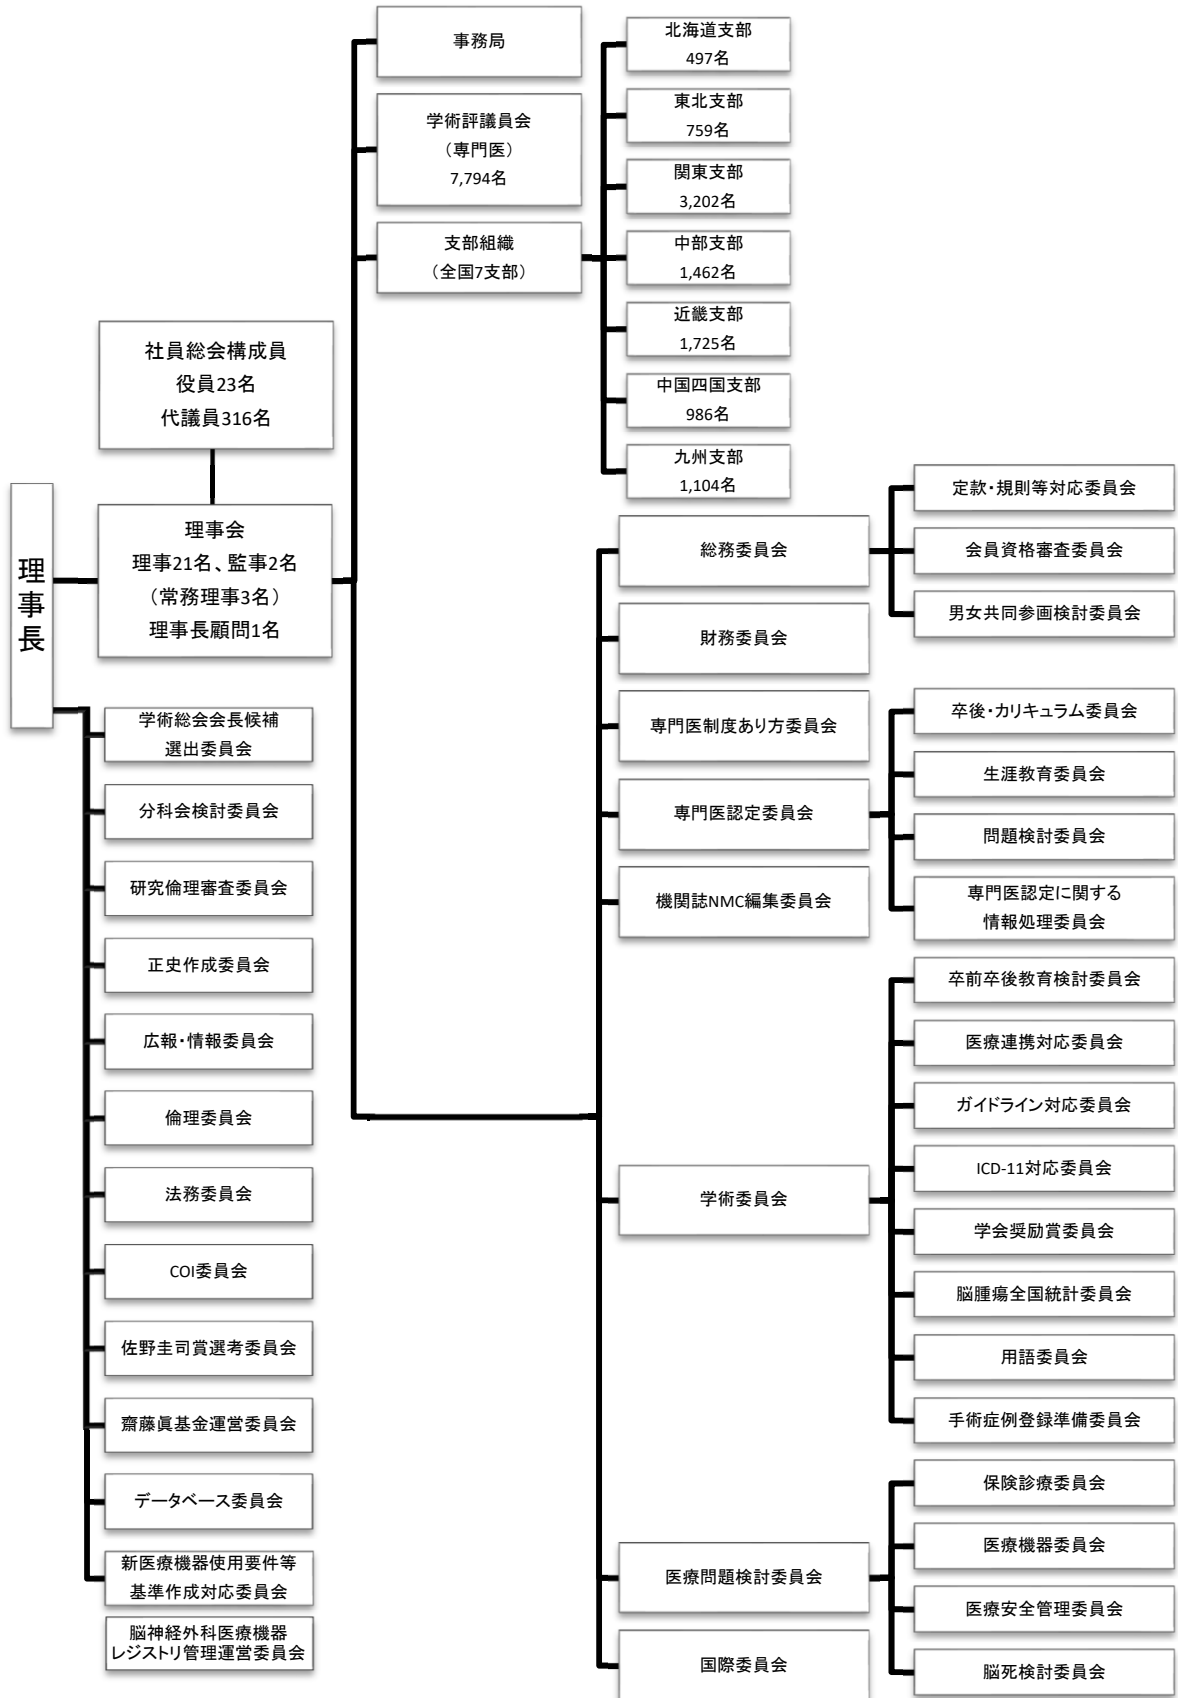 事務局
学術評議員会
（専門医）
7,794名
支部組織
（全国7支部）
北海道支部
497名
東北支部
759名
関東支部
3,202名
中部支部
1,462名
近畿支部
1,725名
中国四国支部
986名
九州支部
1,104名
社員総会構成員
役員23名
代議員316名
理事長
理事会
理事21名、監事2名
（常務理事3名）
理事長顧問1名
学術総会会長候補
選出委員会
分科会検討委員会
研究倫理審査委員会
正史作成委員会
広報・情報委員会
倫理委員会
法務委員会
COI委員会
佐野圭司賞選考委員会
齋藤眞基金運営委員会
データベース委員会
新医療機器使用要件等
基準作成対応委員会
脳神経外科医療機器
レジストリ管理運営委員会
総務委員会
定款・規則等対応委員会
会員資格審査委員会
男女共同参画検討委員会
財務委員会
専門医制度あり方委員会
専門医認定委員会
卒後・カリキュラム委員会
生涯教育委員会
問題検討委員会
専門医認定に関する
情報処理委員会
機関誌NMC編集委員会
学術委員会
卒前卒後教育検討委員会
医療連携対応委員会
ガイドライン対応委員会
ICD-11対応委員会
学会奨励賞委員会
脳腫瘍全国統計委員会
用語委員会
手術症例登録準備委員会
医療問題検討委員会
保険診療委員会
医療機器委員会
医療安全管理委員会
脳死検討委員会
国際委員会